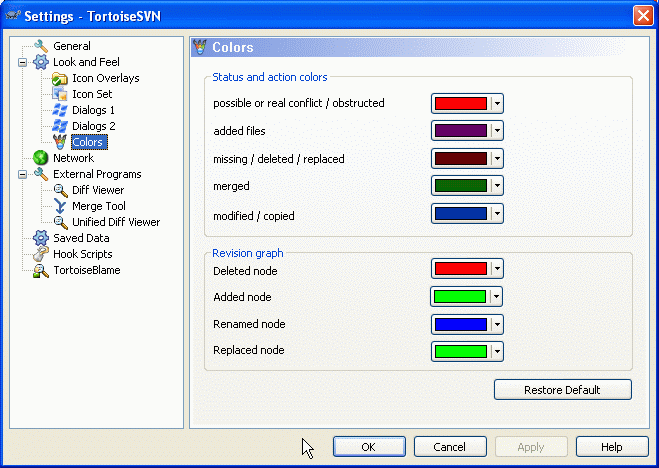 Settings - TortoiseSVN
General
Look and Feel
Icon Overlays
Icon Set
Dialogs 1
Dialogs 2
Colors
Network
External Programs
Diff Viewer
Merge Tool
Unified Diff Viewer
Saved Data
Hook Scripts
TortoiseBlame
Colors
Status and action colors
possible or real conflict / obstructed
added files
missing / deleted / replaced
merged
modified / copied
Revision graph
Deleted node
Added node
Renamed node
Replaced node
Restore Default
OK Cancel Apply Help